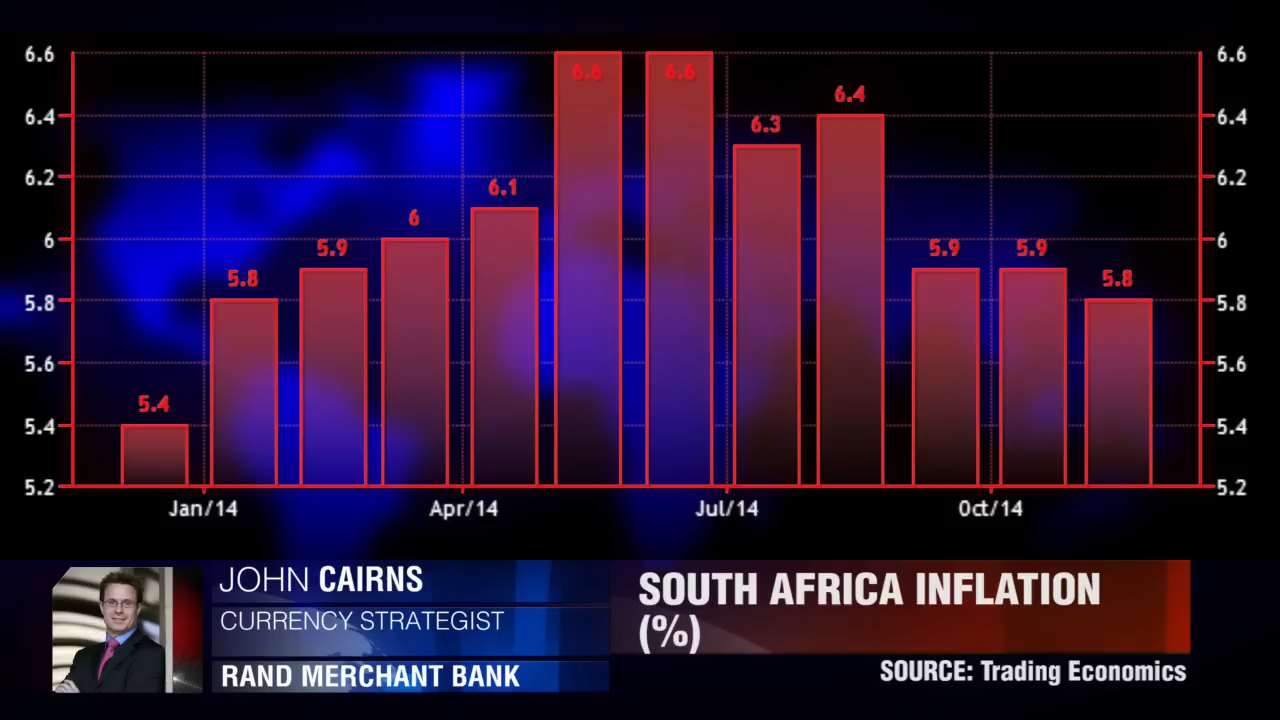 6.6 6.6
6.6 6.6
6.4
6.4 6.4
6.3
6.2 6.2
6.1
6
6 6
5.9 5.9 5.9
5.8 5.8
5.8 5.8
5.6 5.6
5.4
5.4 5.4
5.2 5.2
Jan/14 Apr/14 Jul/14 Oct/14
JOHN CAIRNS
CURRENCY STRATEGIST
RAND MERCHANT BANK
SOUTH AFRICA INFLATION
(%)
SOURCE: Trading Economics